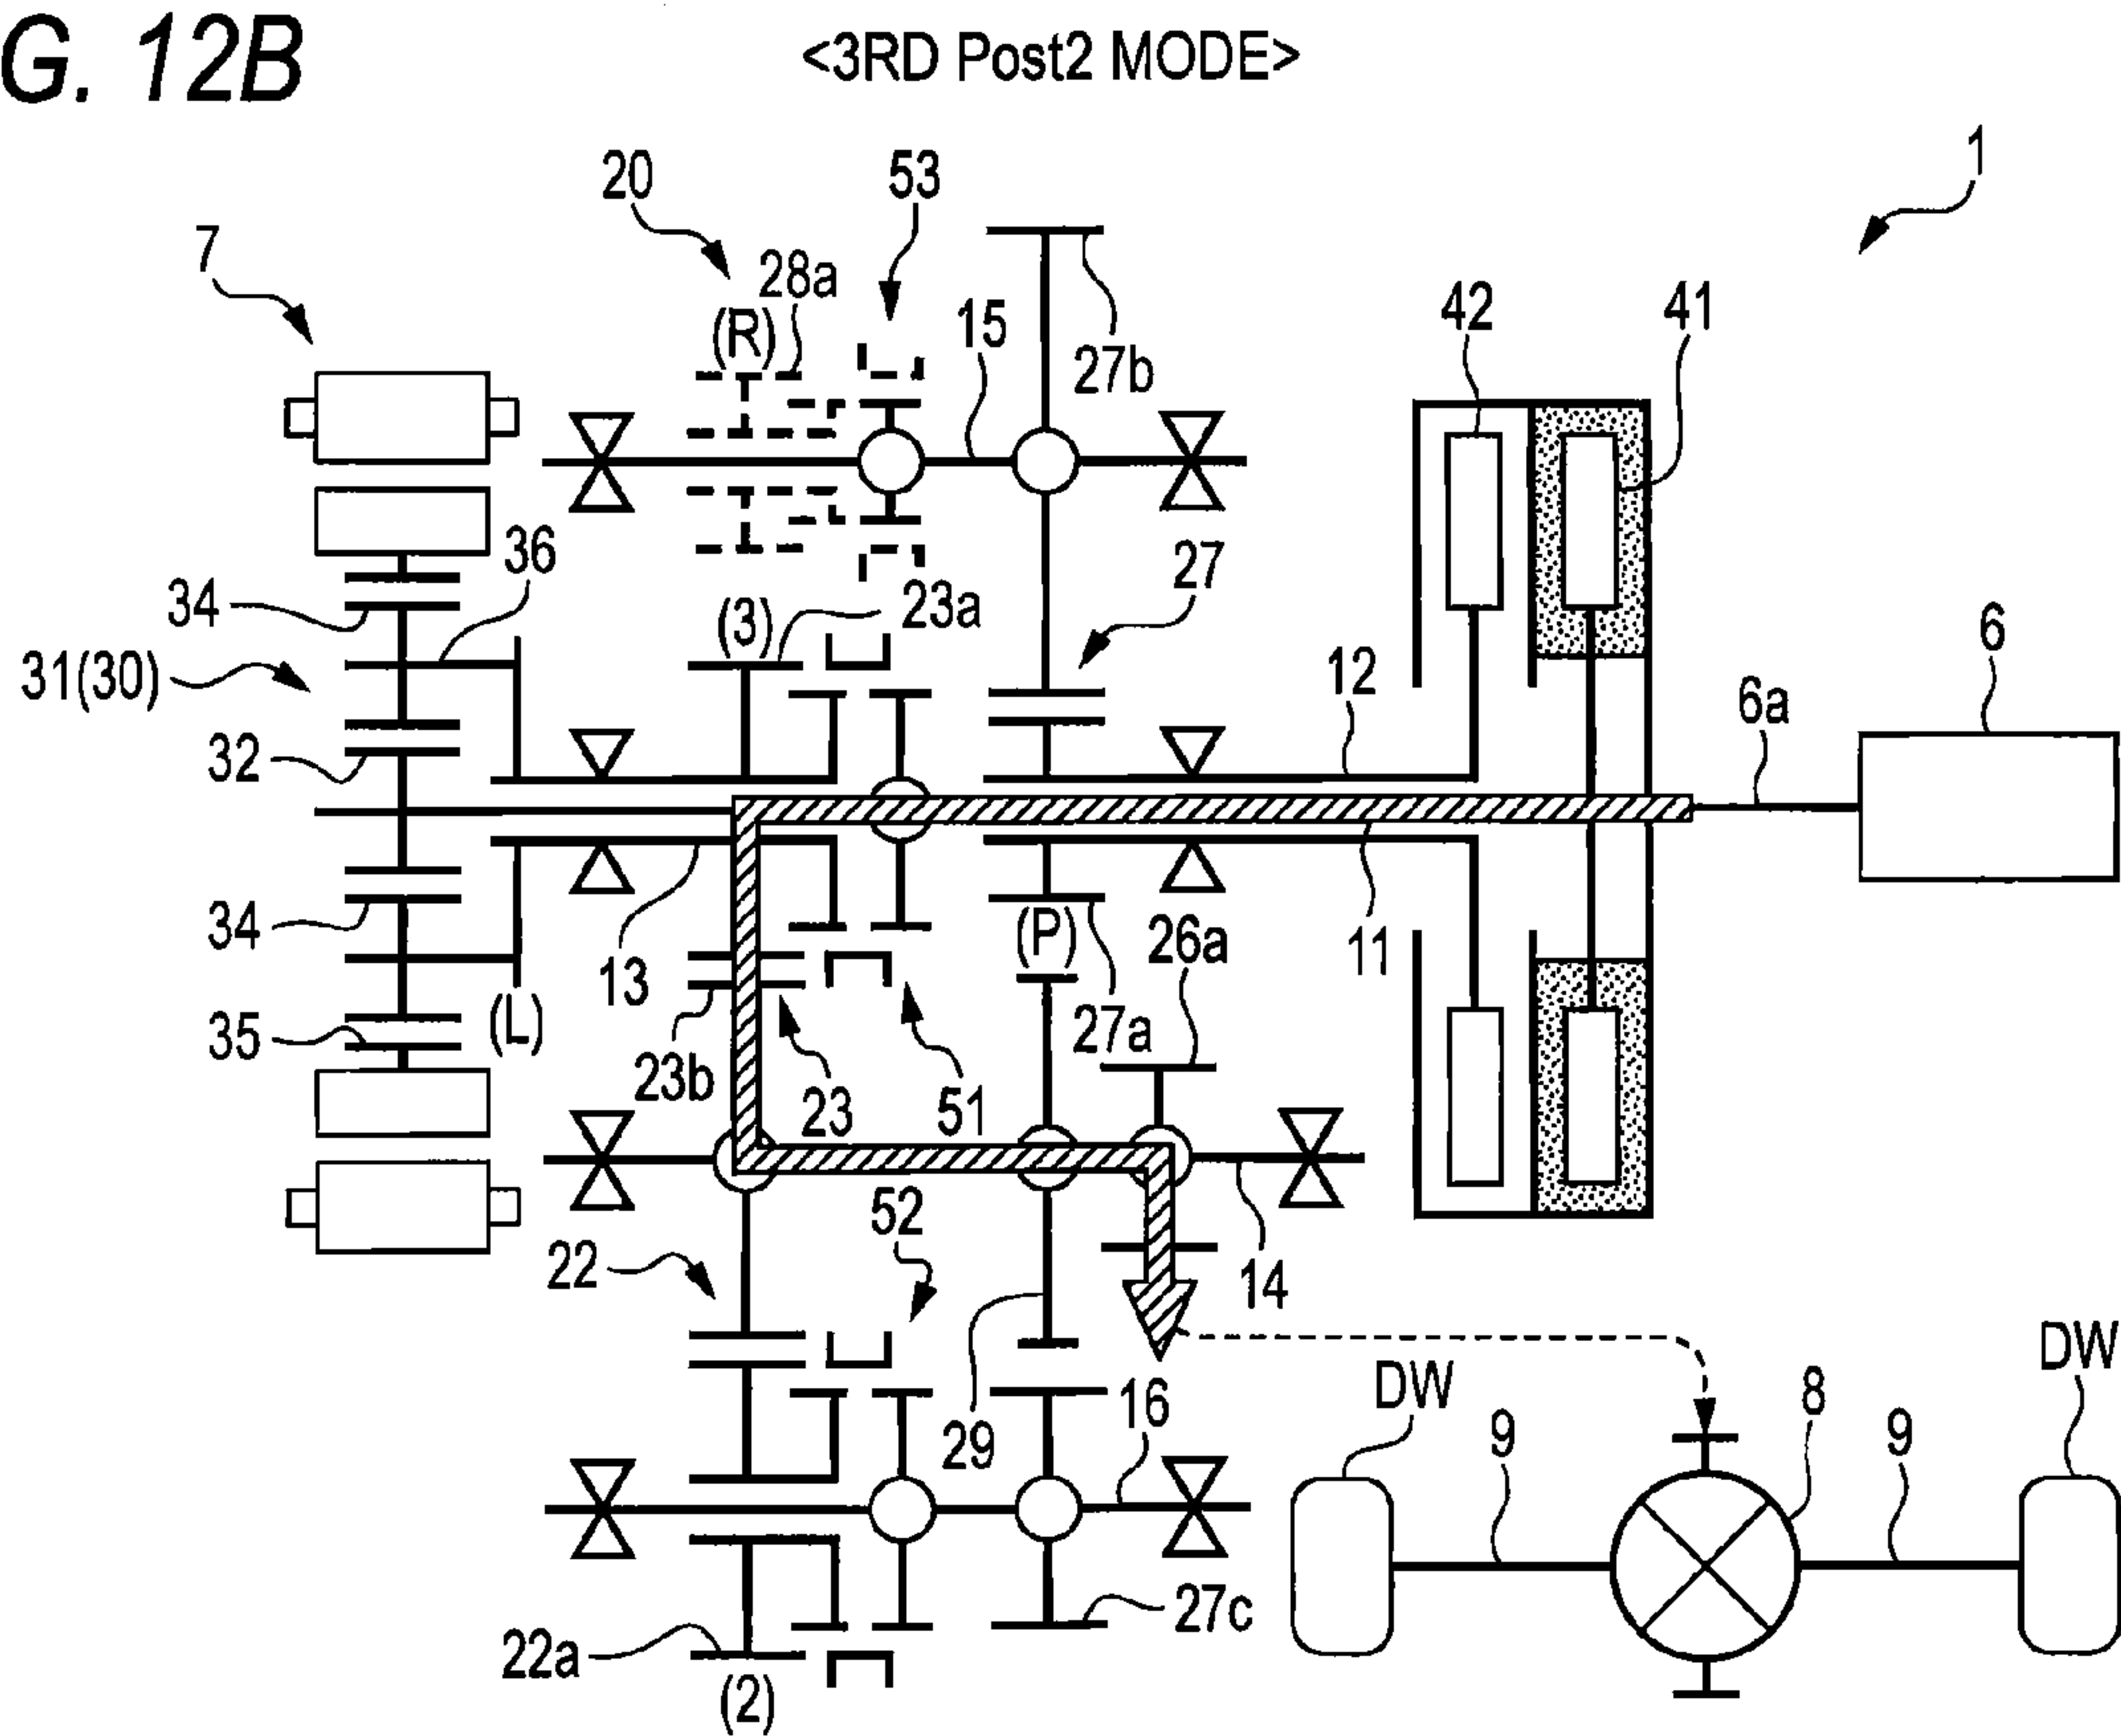 G. 12B
<3RD Post2 MODE>
1
20
53
7
28a
(R)
15
42
41
27b
36
34
(3)
23a
27
6
31(30)
12
6a
32
34
13
(P)
26a
11
(L)
35
27a
23b
23
51
52
22
14
DW
DW
16
8
29
9
9
27c
22a
(2)